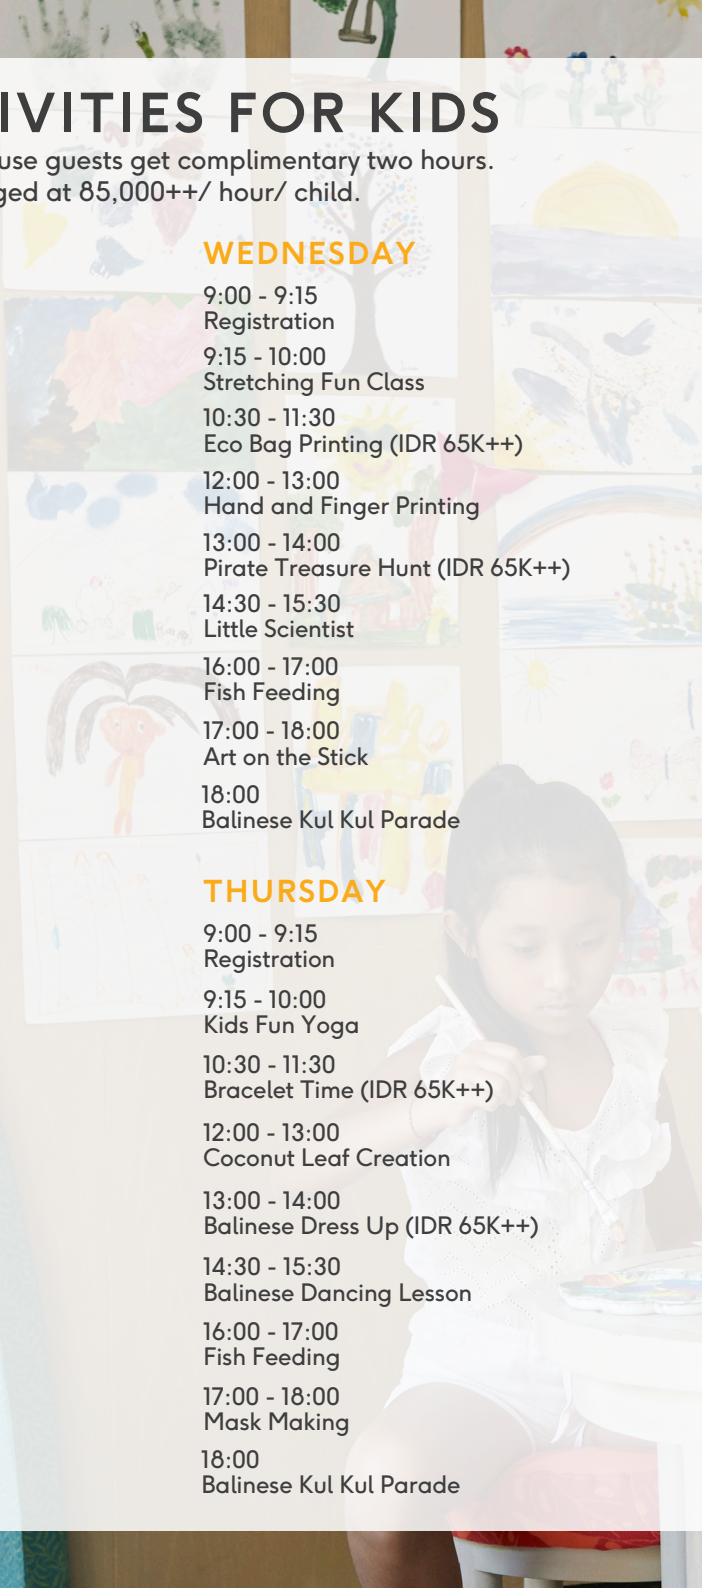 IVITIES FOR KIDS
use guests get complimentary two hours.
ged at 85,000++/ hour/ child.
WEDNESDAY
9:00 - 9:15
Registration
9:15 - 10:00
Stretching Fun Class
10:30 - 11:30
Eco Bag Printing (IDR 65K++)
12:00 - 13:00
Hand and Finger Printing
13:00 - 14:00
Pirate Treasure Hunt (IDR 65K++)
14:30 - 15:30
Little Scientist
16:00 - 17:00
Fish Feeding
17:00 - 18:00
Art on the Stick
18:00
Balinese Kul Kul Parade
THURSDAY
9:00 - 9:15
Registration
9:15 - 10:00
Kids Fun Yoga
10:30 - 11:30
Bracelet Time (IDR 65K++)
12:00 - 13:00
Coconut Leaf Creation
13:00 - 14:00
Balinese Dress Up (IDR 65K++)
14:30 - 15:30
Balinese Dancing Lesson
16:00 - 17:00
Fish Feeding
17:00 - 18:00
Mask Making
18:00
Balinese Kul Kul Parade